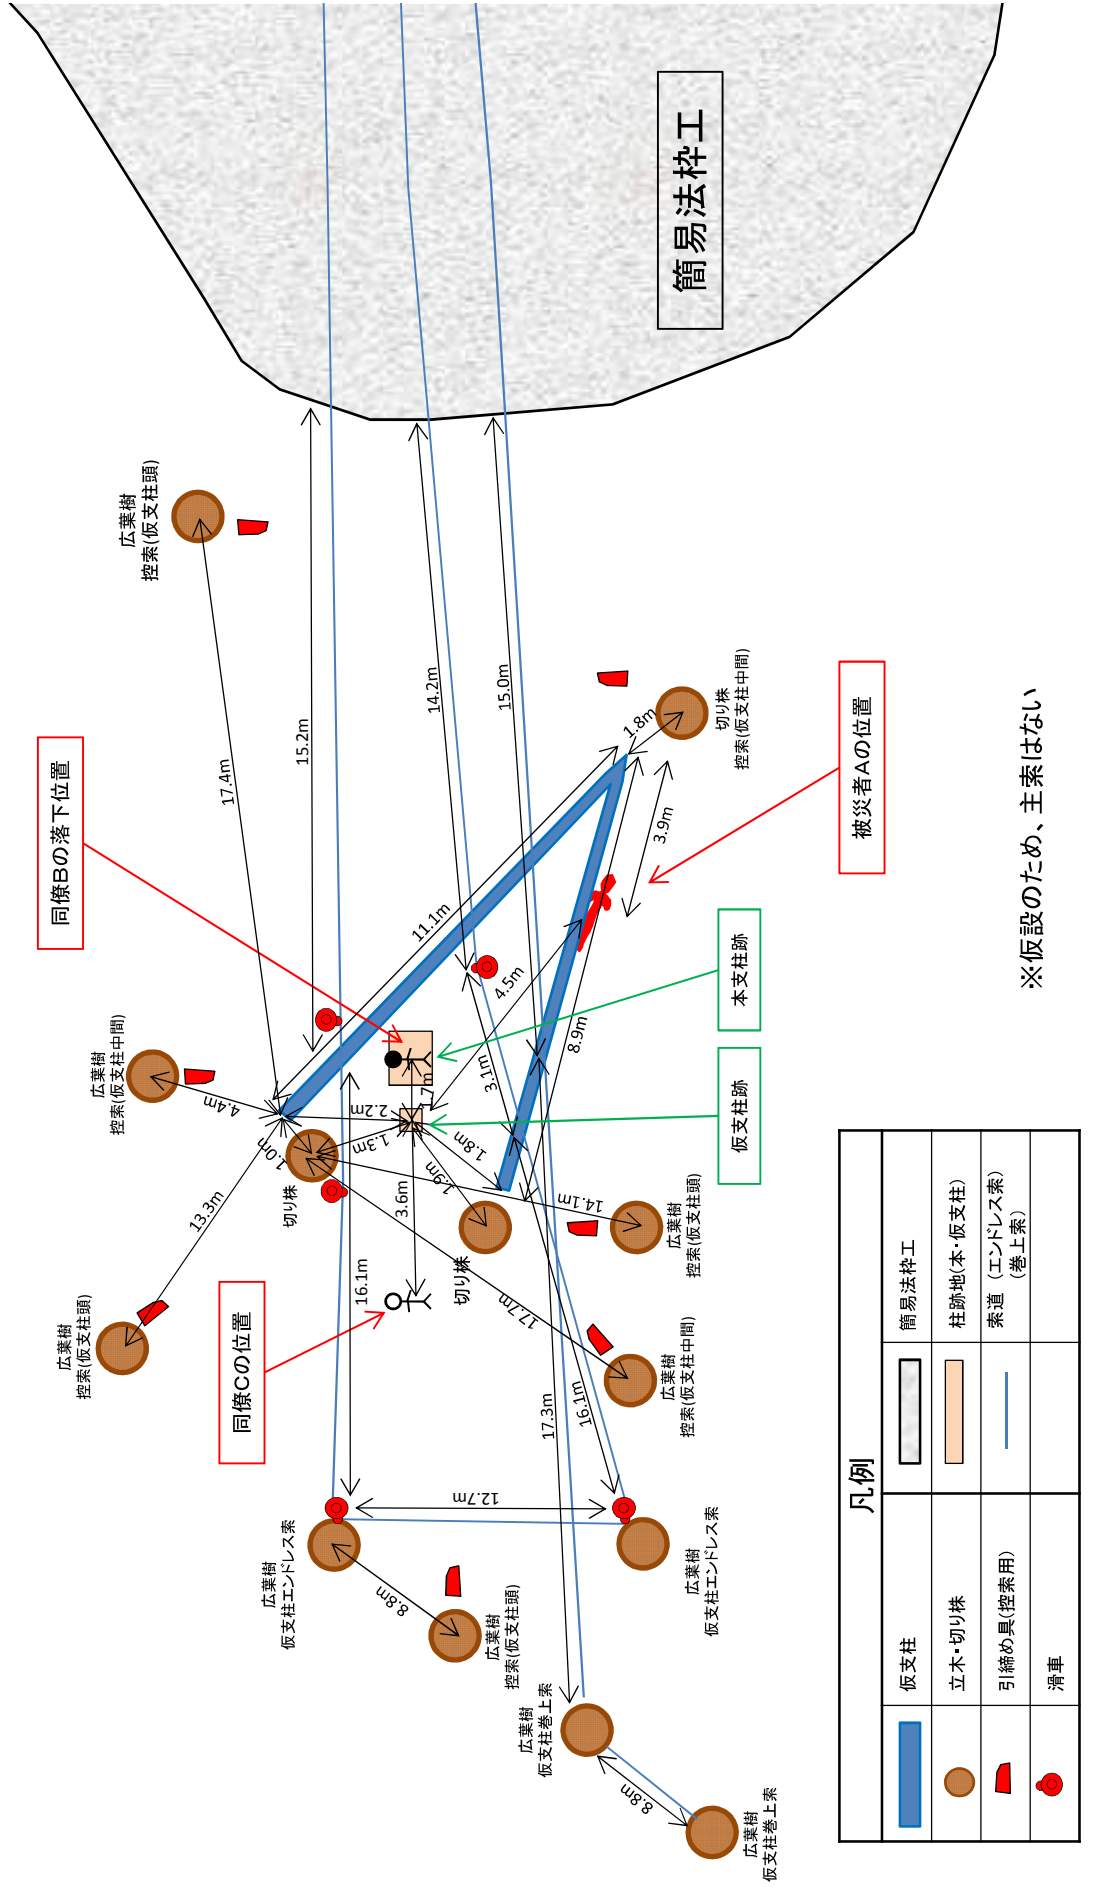 簡易法枠工
広葉樹
控索(仮支柱頭)
17.4m
15.2m
14.2m
15.0m
同僚Bの落下位置
11.1m
4.5m
3.1m
8.9m
3.9m
1.8m
切り株
控索(仮支柱中間)
被災者Aの位置
本支柱跡
仮支柱跡
※仮設のため、主索はない
広葉樹
控索(仮支柱中間)
4.4m
2.2m
1.7m
1.3m
1.0m
1.8m
1.9m
3.6m
切り株
切り株
13.3m
広葉樹
控索(仮支柱頭)
14.1m
広葉樹
控索(仮支柱頭)
17.7m
広葉樹
控索(仮支柱中間)
同僚Cの位置
16.1m
16.1m
17.3m
12.7m
広葉樹
仮支柱エンドレス索
広葉樹
仮支柱エンドレス索
8.8m
広葉樹
控索(仮支柱頭)
広葉樹
仮支柱巻上索
8.8m
広葉樹
仮支柱巻上索
凡例
仮支柱
簡易法枠工
立木・切り株
柱跡地(本・仮支柱)
引締め具(控索用)
索道（エンドレス索）
（巻上索）
滑車